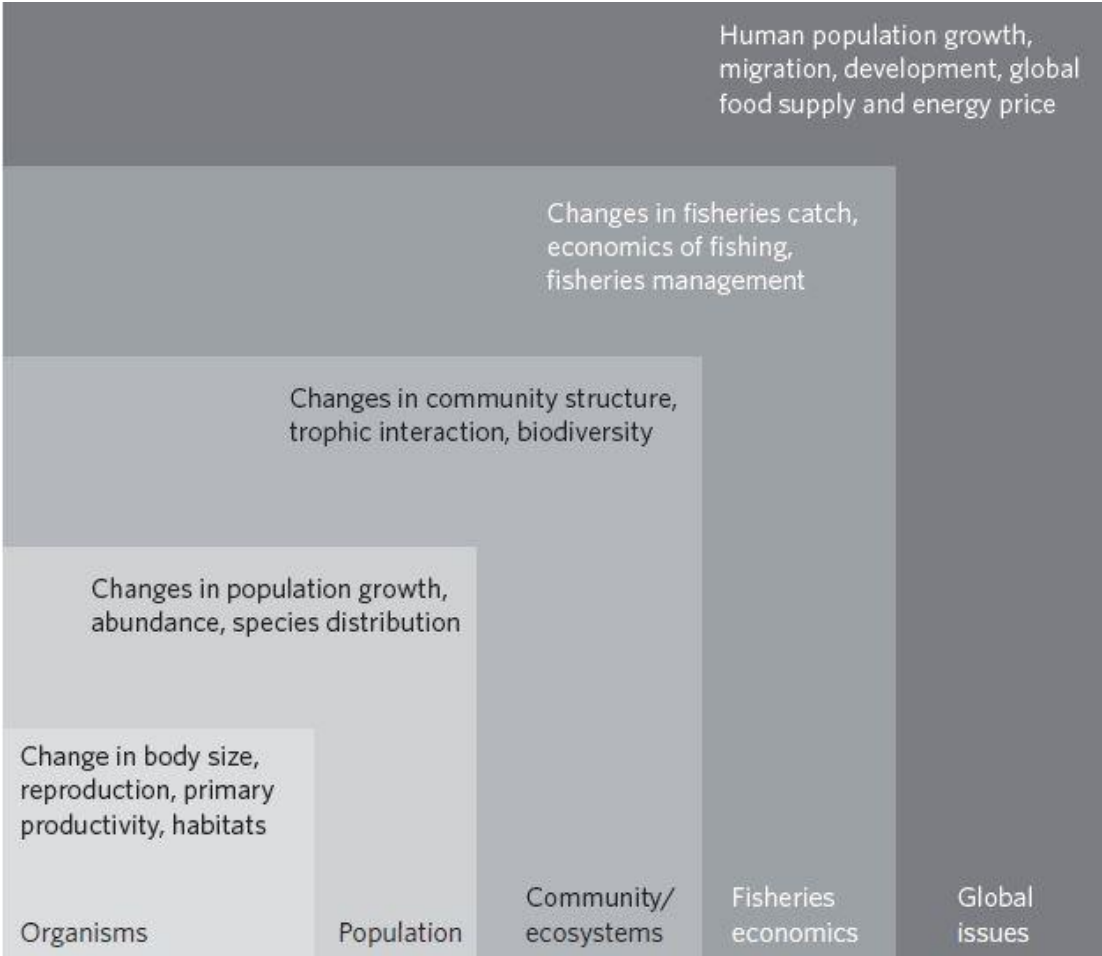 Human population growth,
migration, development, global
food supply and energy price
Changes in fisheries catch,
economics of fishing,
fisheries management
Changes in community structure,
trophic interaction, biodiversity
Changes in population growth,
abundance, species distribution
Change in body size,
reproduction, primary
productivity, habitats
Organisms
Population
Community/
ecosystems
Fisheries
economics
Global
issues